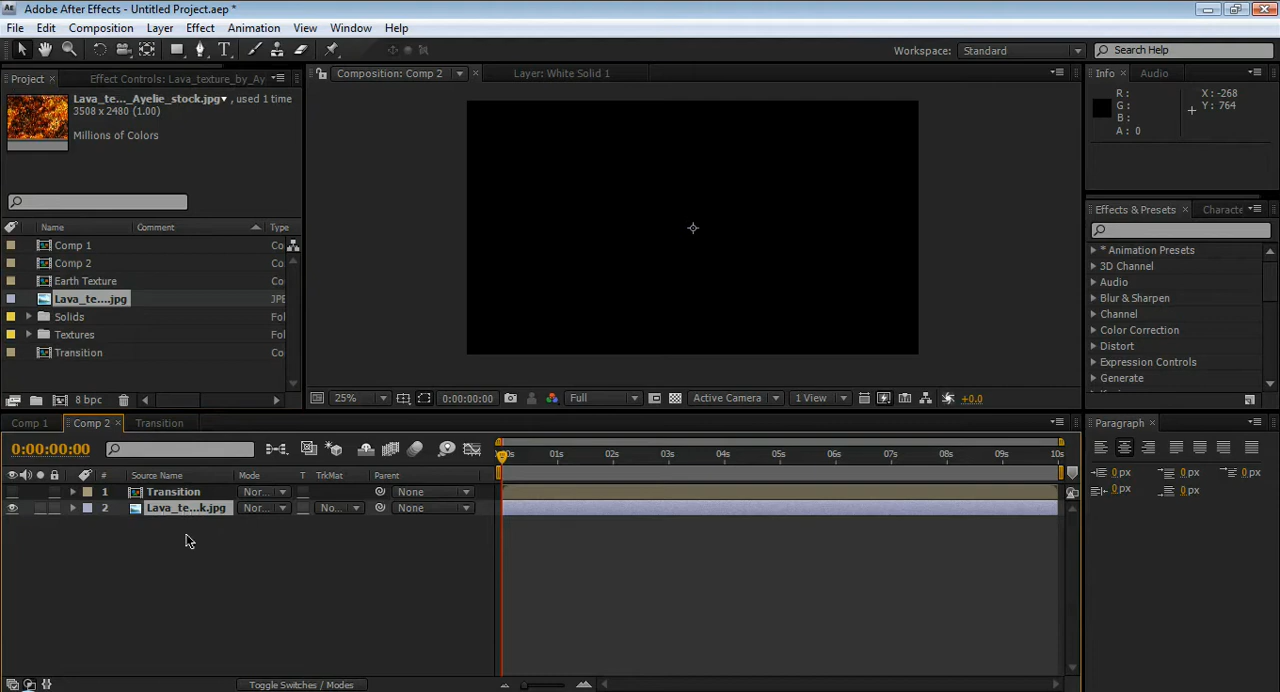 Adobe After Effects - Untitled Project.aep *
File Edit Composition Layer Effect Animation View Window Help
Workspace: Standard Search Help
Project Effect Controls: Lava_texture_by_Ay
Composition: Comp 2 Layer: White Solid 1
Info Audio
Lava_te..._Ayelie_stock.jpg , used 1 time
3508 x 2480 (1.00)
Millions of Colors
R :
G :
B :
A : 0
X : -268
Y : 764
Effects & Presets Characte
Name Comment Type
Comp 1 Co
Comp 2 Co
Earth Texture Co
Lava_te....jpg JPE
Solids Fol
Textures Fol
Transition Co
* Animation Presets
3D Channel
Audio
Blur & Sharpen
Channel
Color Correction
Distort
Expression Controls
Generate
8 bpc
25% 0:00:00:00 Full Active Camera 1 View +0.0
Comp 1 Comp 2 Transition
Paragraph
0:00:00:00
01s 02s 03s 04s 05s 06s 07s 08s 09s 10s
# Source Name Mode T TrkMat Parent
1 Transition Nor... None
2 Lava_te...k.jpg Nor... No... None
0 px 0 px 0 px
0 px 0 px
Toggle Switches / Modes